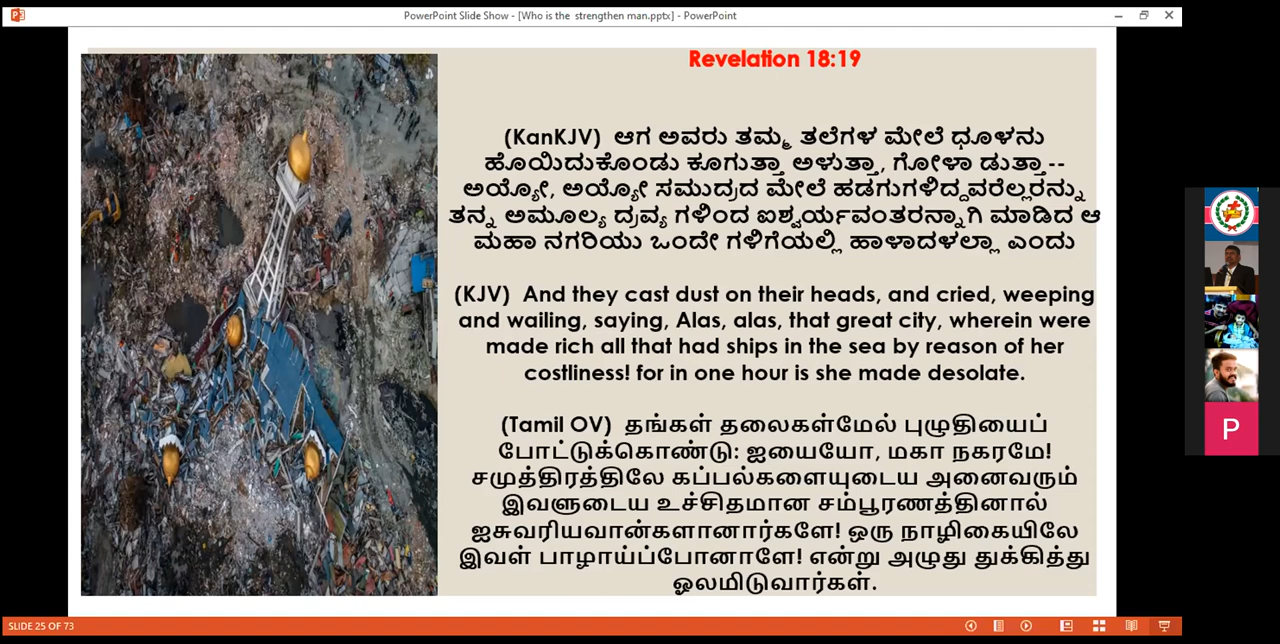 PowerPoint Slide Show - [Who is the  strengthen man.pptx] - PowerPoint
Revelation 18:19
(KanKJV)  ಆಗ ಅವರು ತಮ್ಮ ತಲೆಗಳ ಮೇಲೆ ಧೂಳನು
ಹೊಯಿದುಕೊಂಡು ಕೂಗುತ್ತಾ ಅಳುತ್ತಾ, ಗೋಳಾ ಡುತ್ತಾ --
ಅಯ್ಯೋ, ಅಯ್ಯೋ ಸಮುದ್ರದ ಮೇಲೆ ಹಡಗುಗಳಿದ್ದವರೆಲ್ಲರನ್ನು
ತನ್ನ ಅಮೂಲ್ಯ ದ್ರವ್ಯ ಗಳಿಂದ ಐಶ್ವರ್ಯವಂತರನ್ನಾಗಿ ಮಾಡಿದ ಆ
ಮಹಾ ನಗರಿಯು ಒಂದೇ ಗಳಿಗೆಯಲ್ಲಿ ಹಾಳಾದಳಲ್ಲಾ ಎಂದು
(KJV)  And they cast dust on their heads, and cried, weeping
and wailing, saying, Alas, alas, that great city, wherein were
made rich all that had ships in the sea by reason of her
costliness! for in one hour is she made desolate.
(Tamil OV)  தங்கள் தலைகள்மேல் புழுதியைப்
போட்டுக்கொண்டு: ஐயையோ, மகா நகரமே!
சமுத்திரத்திலே கப்பல்களையுடைய அனைவரும்
இவளுடைய உச்சிதமான சம்பூரணத்தினால்
ஐசுவரியவான்களானார்களே! ஒரு நாழிகையிலே
இவள் பாழாய்ப்போனாளே! என்று அழுது துக்கித்து
ஓலமிடுவார்கள்.
P
SLIDE 25 OF 73